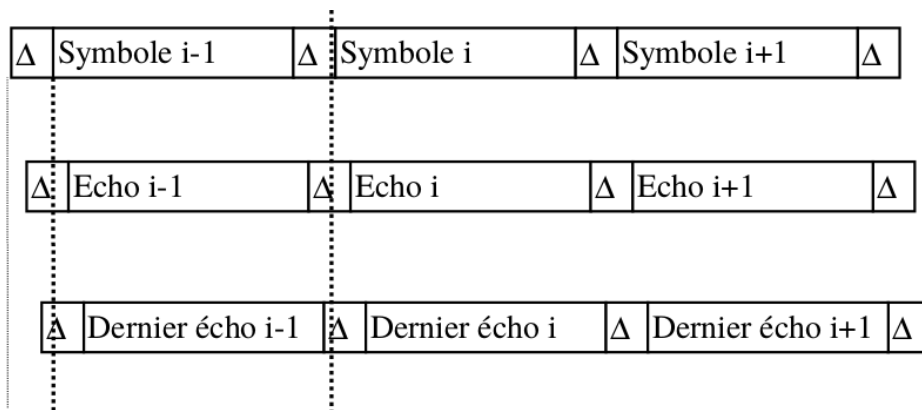 Δ Symbole i-1 Δ Symbole i Δ Symbole i+1 Δ
Δ Echo i-1 Δ Echo i Δ Echo i+1 Δ
Δ Dernier écho i-1 Δ Dernier écho i Δ Dernier écho i+1 Δ